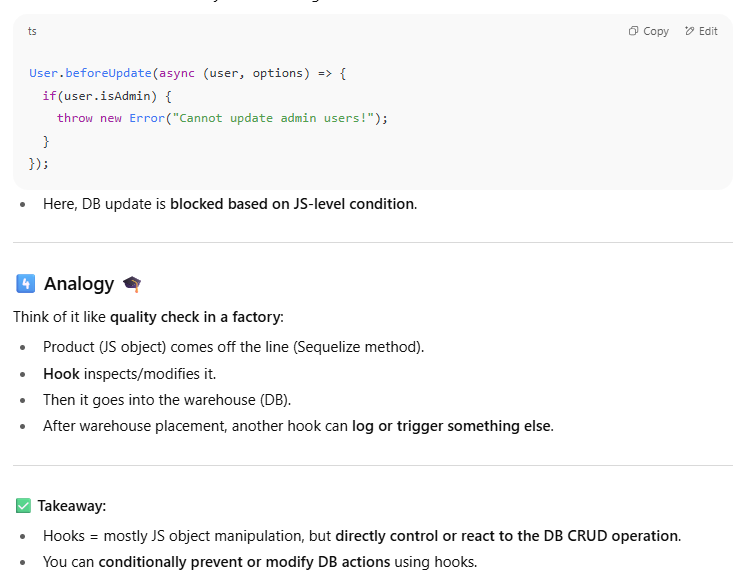 ts
Copy
Edit
User.beforeUpdate(async (user, options) => {
  if(user.isAdmin) {
    throw new Error("Cannot update admin users!");
  }
});
• Here, DB update is blocked based on JS-level condition.
4️⃣ Analogy 🎓
Think of it like quality check in a factory:
• Product (JS object) comes off the line (Sequelize method).
• Hook inspects/modifies it.
• Then it goes into the warehouse (DB).
• After warehouse placement, another hook can log or trigger something else.
✅ Takeaway:
• Hooks = mostly JS object manipulation, but directly control or react to the DB CRUD operation.
• You can conditionally prevent or modify DB actions using hooks.